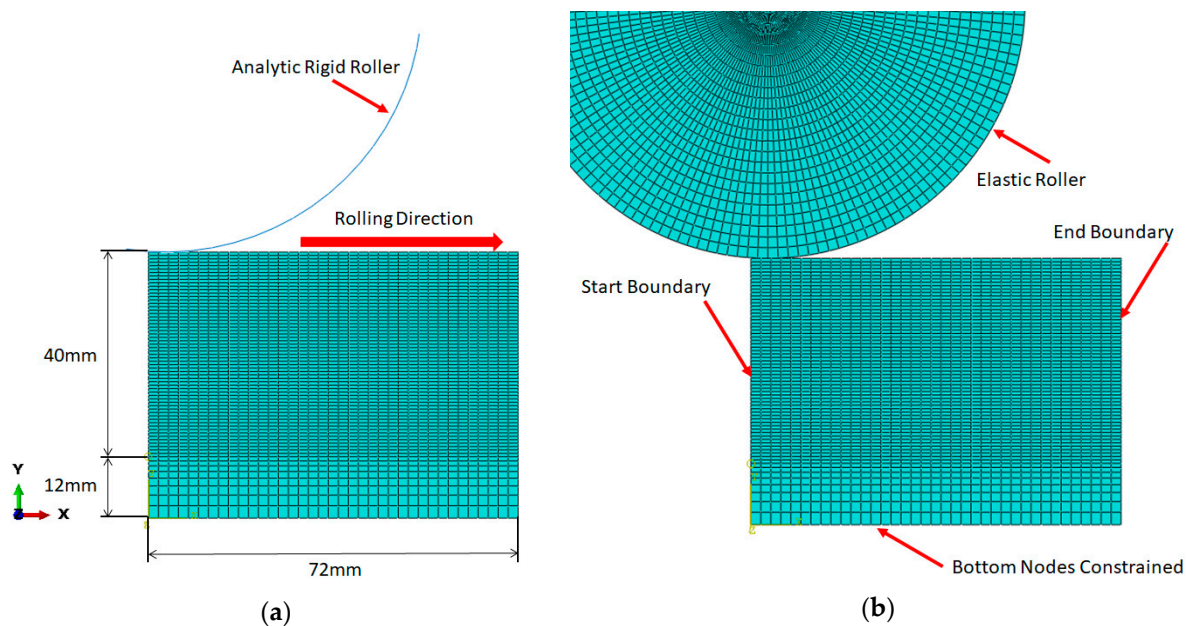 Analytic Rigid Roller
Rolling Direction
40mm
12mm
Y
Z
X
72mm
(a)
Elastic Roller
End Boundary
Start Boundary
Bottom Nodes Constrained
(b)